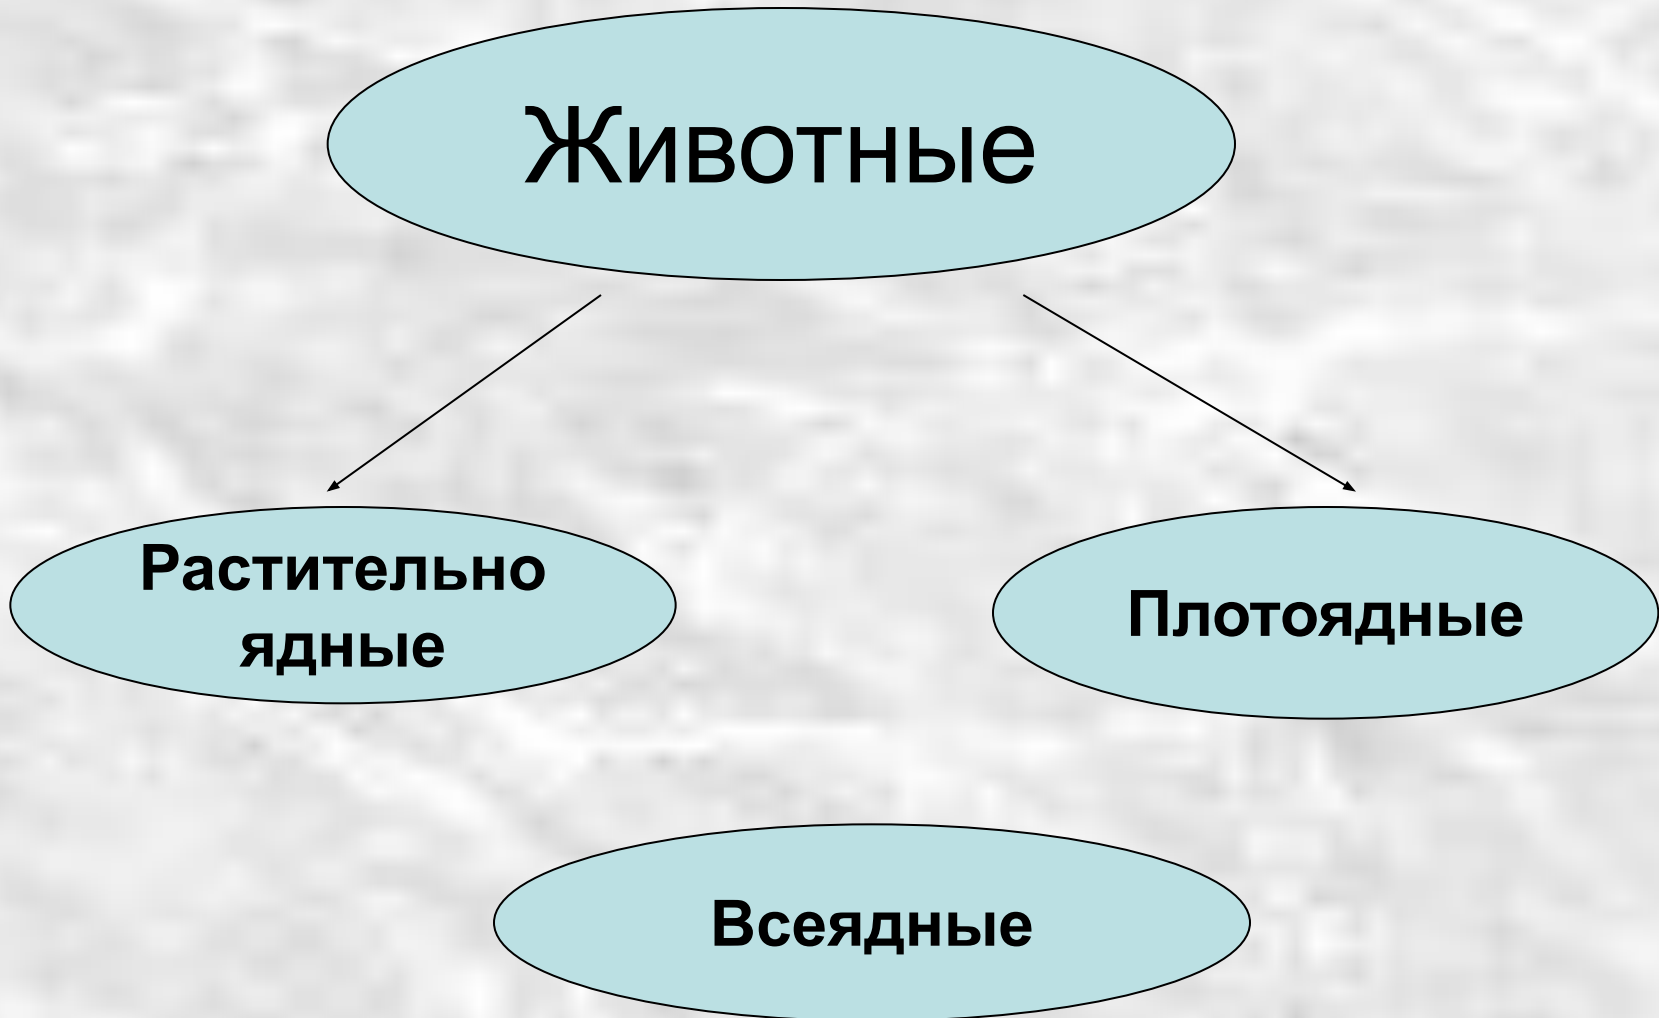 Животные
Растительно
ядные
Плотоядные
Всеядные